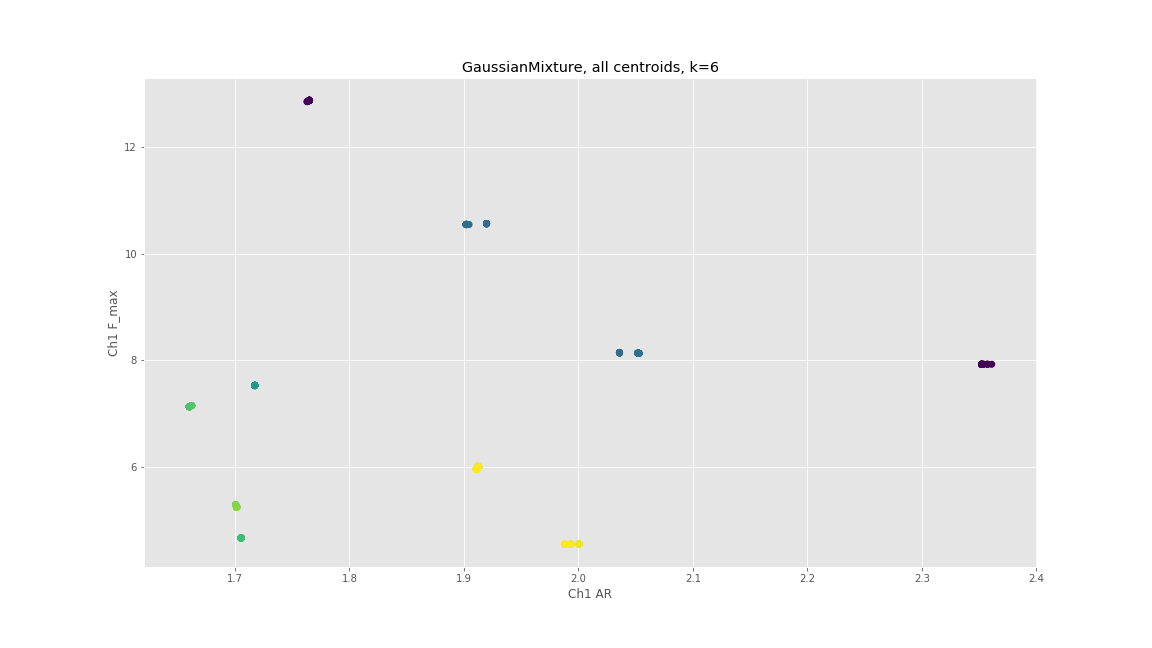 GaussianMixture, all centroids, k=6
12
10
8
6
Ch1 F_max
1.7 1.8 1.9 2.0 2.1 2.2 2.3 2.4
Ch1 AR